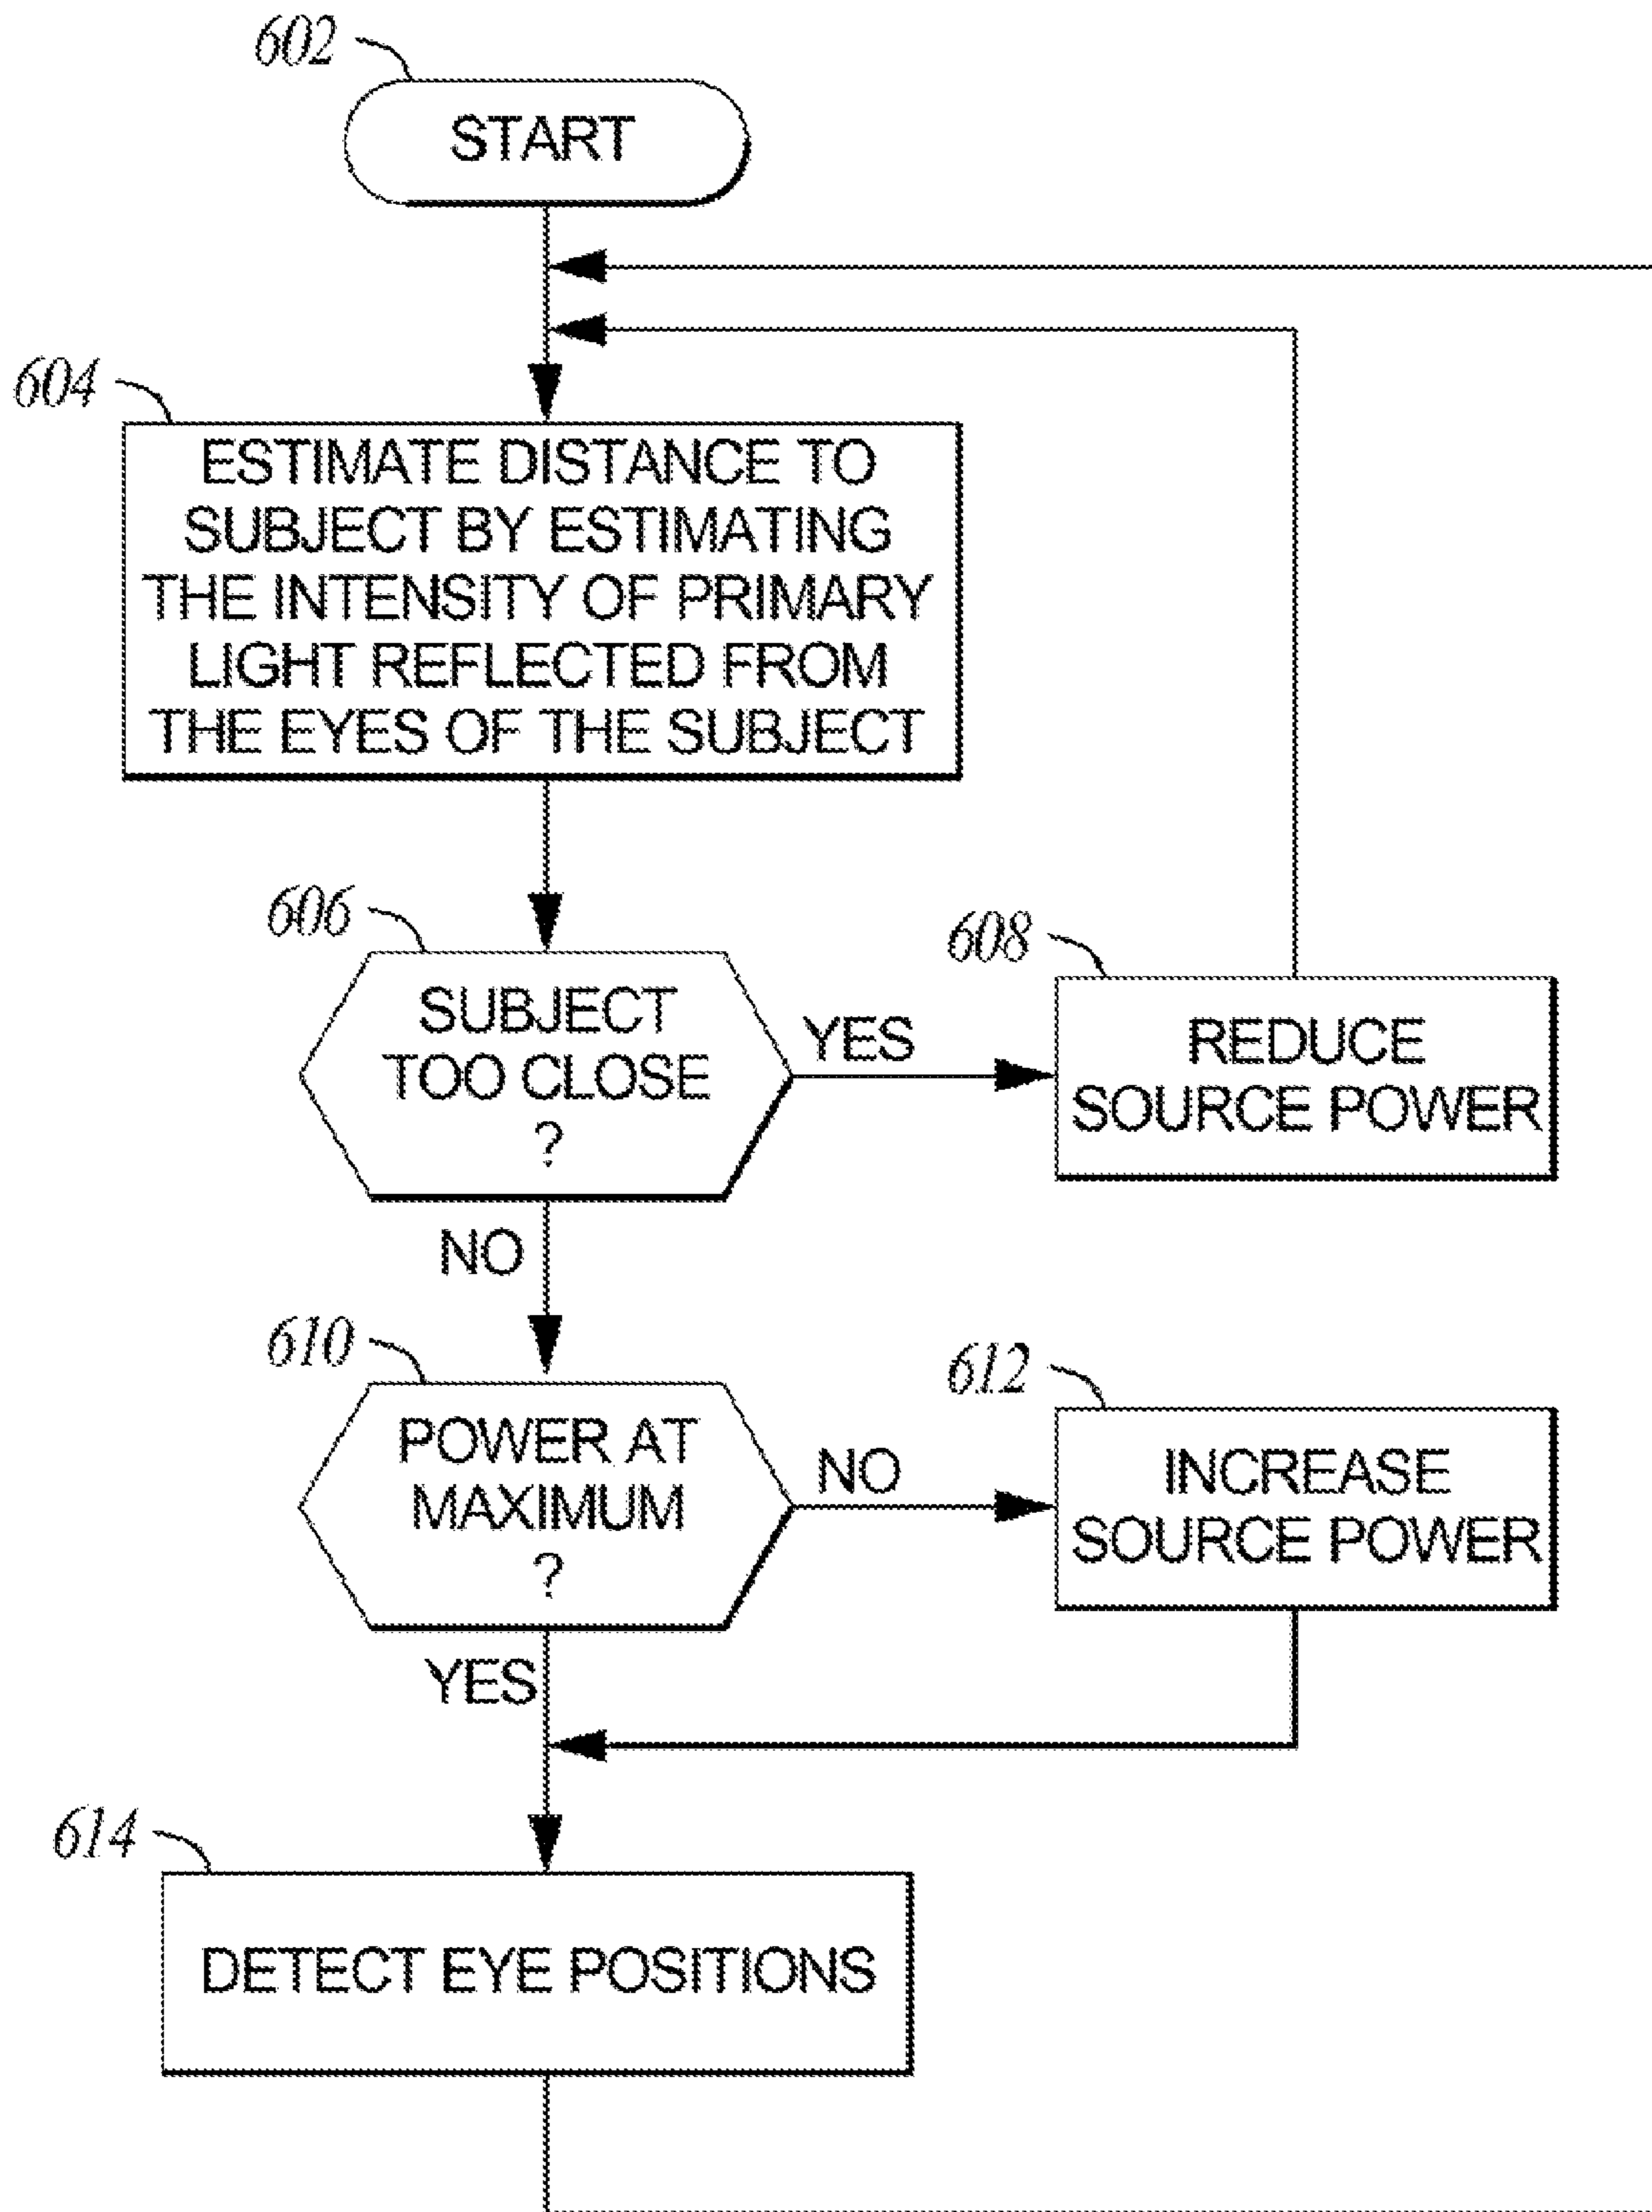 602
START
604
ESTIMATE DISTANCE TO
SUBJECT BY ESTIMATING
THE INTENSITY OF PRIMARY
LIGHT REFLECTED FROM
THE EYES OF THE SUBJECT
606
SUBJECT
TOO CLOSE
?
YES
608
REDUCE
SOURCE POWER
NO
610
POWER AT
MAXIMUM
?
NO
612
INCREASE
SOURCE POWER
YES
614
DETECT EYE POSITIONS